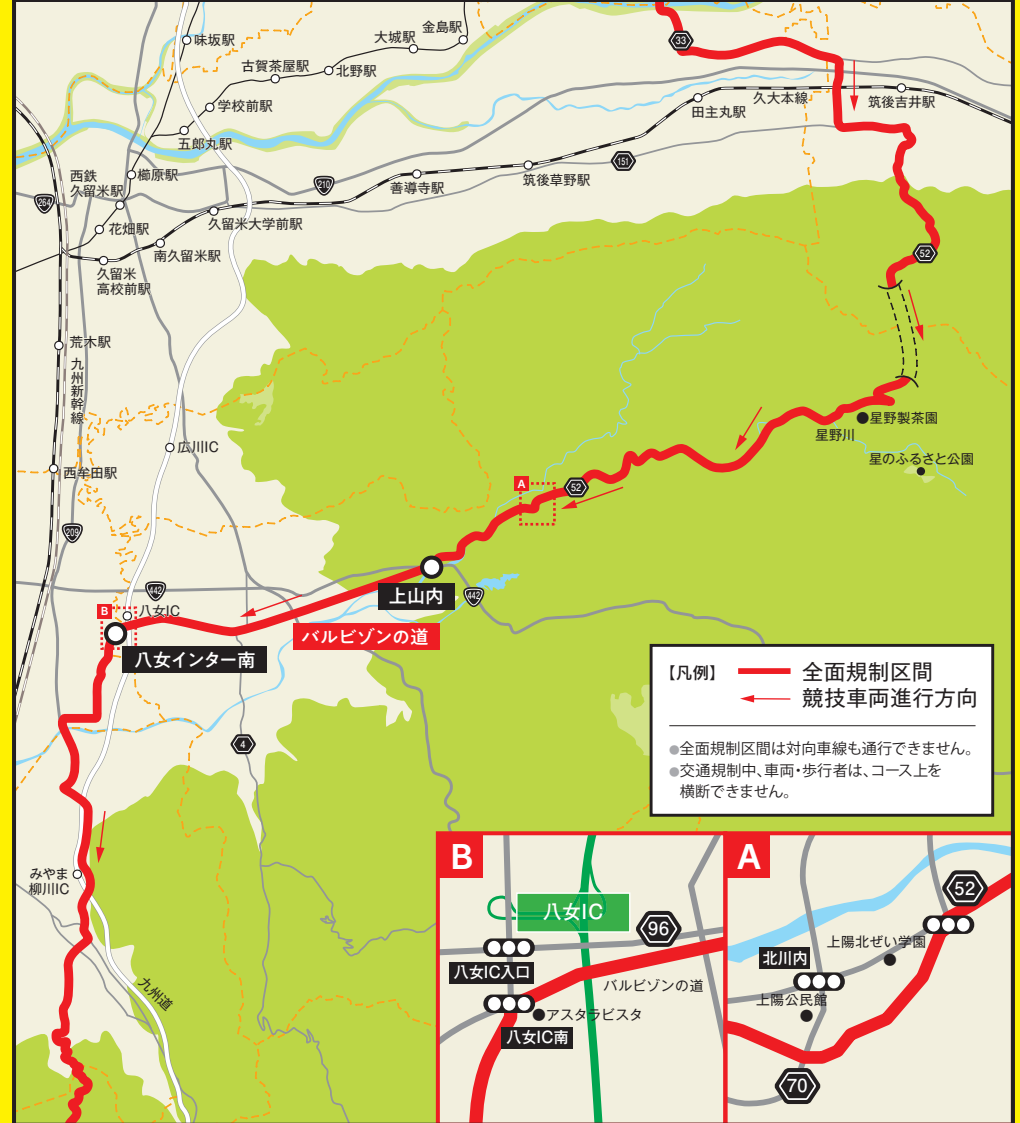 味坂駅
大城駅
金島駅
古賀茶屋駅
北野駅
学校前駅
五郎丸駅
33
久大本線
筑後吉井駅
田主丸駅
西鉄
久留米駅
櫛原駅
264
210
善導寺駅
筑後草野駅
151
花畑駅
久留米大学前駅
南久留米駅
久留米
高校前駅
52
荒木駅
九州新幹線
広川IC
西牟田駅
星野製茶園
星野川
星のふるさと公園
A
52
209
442
上山内
442
B
八女IC
バルビゾンの道
八女インター南
4
【凡例】
全面規制区間
競技車両進行方向
●全面規制区間は対向車線も通行できません。
●交通規制中、車両・歩行者は、コース上を
横断できません。
みやま
柳川IC
九州道
B
八女IC
96
八女IC入口
バルビゾンの道
アスタラビスタ
八女IC南
A
52
上陽北ぜい学園
北川内
上陽公民館
70